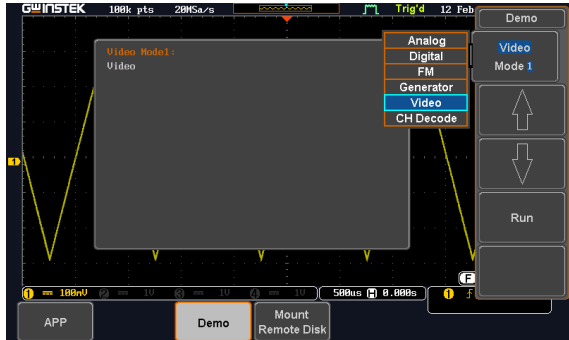 GWINSTEK 100k pts 20MSa/s Trig'd 12 Feb
Demo
Video Model:
Video
Analog
Digital
FM
Generator
Video
CH Decode
Video
Mode 1
Run
1
F
1 100mV 2 1V 3 1V 4 1V 500us H 0.000s 1
APP
Demo
Mount
Remote Disk